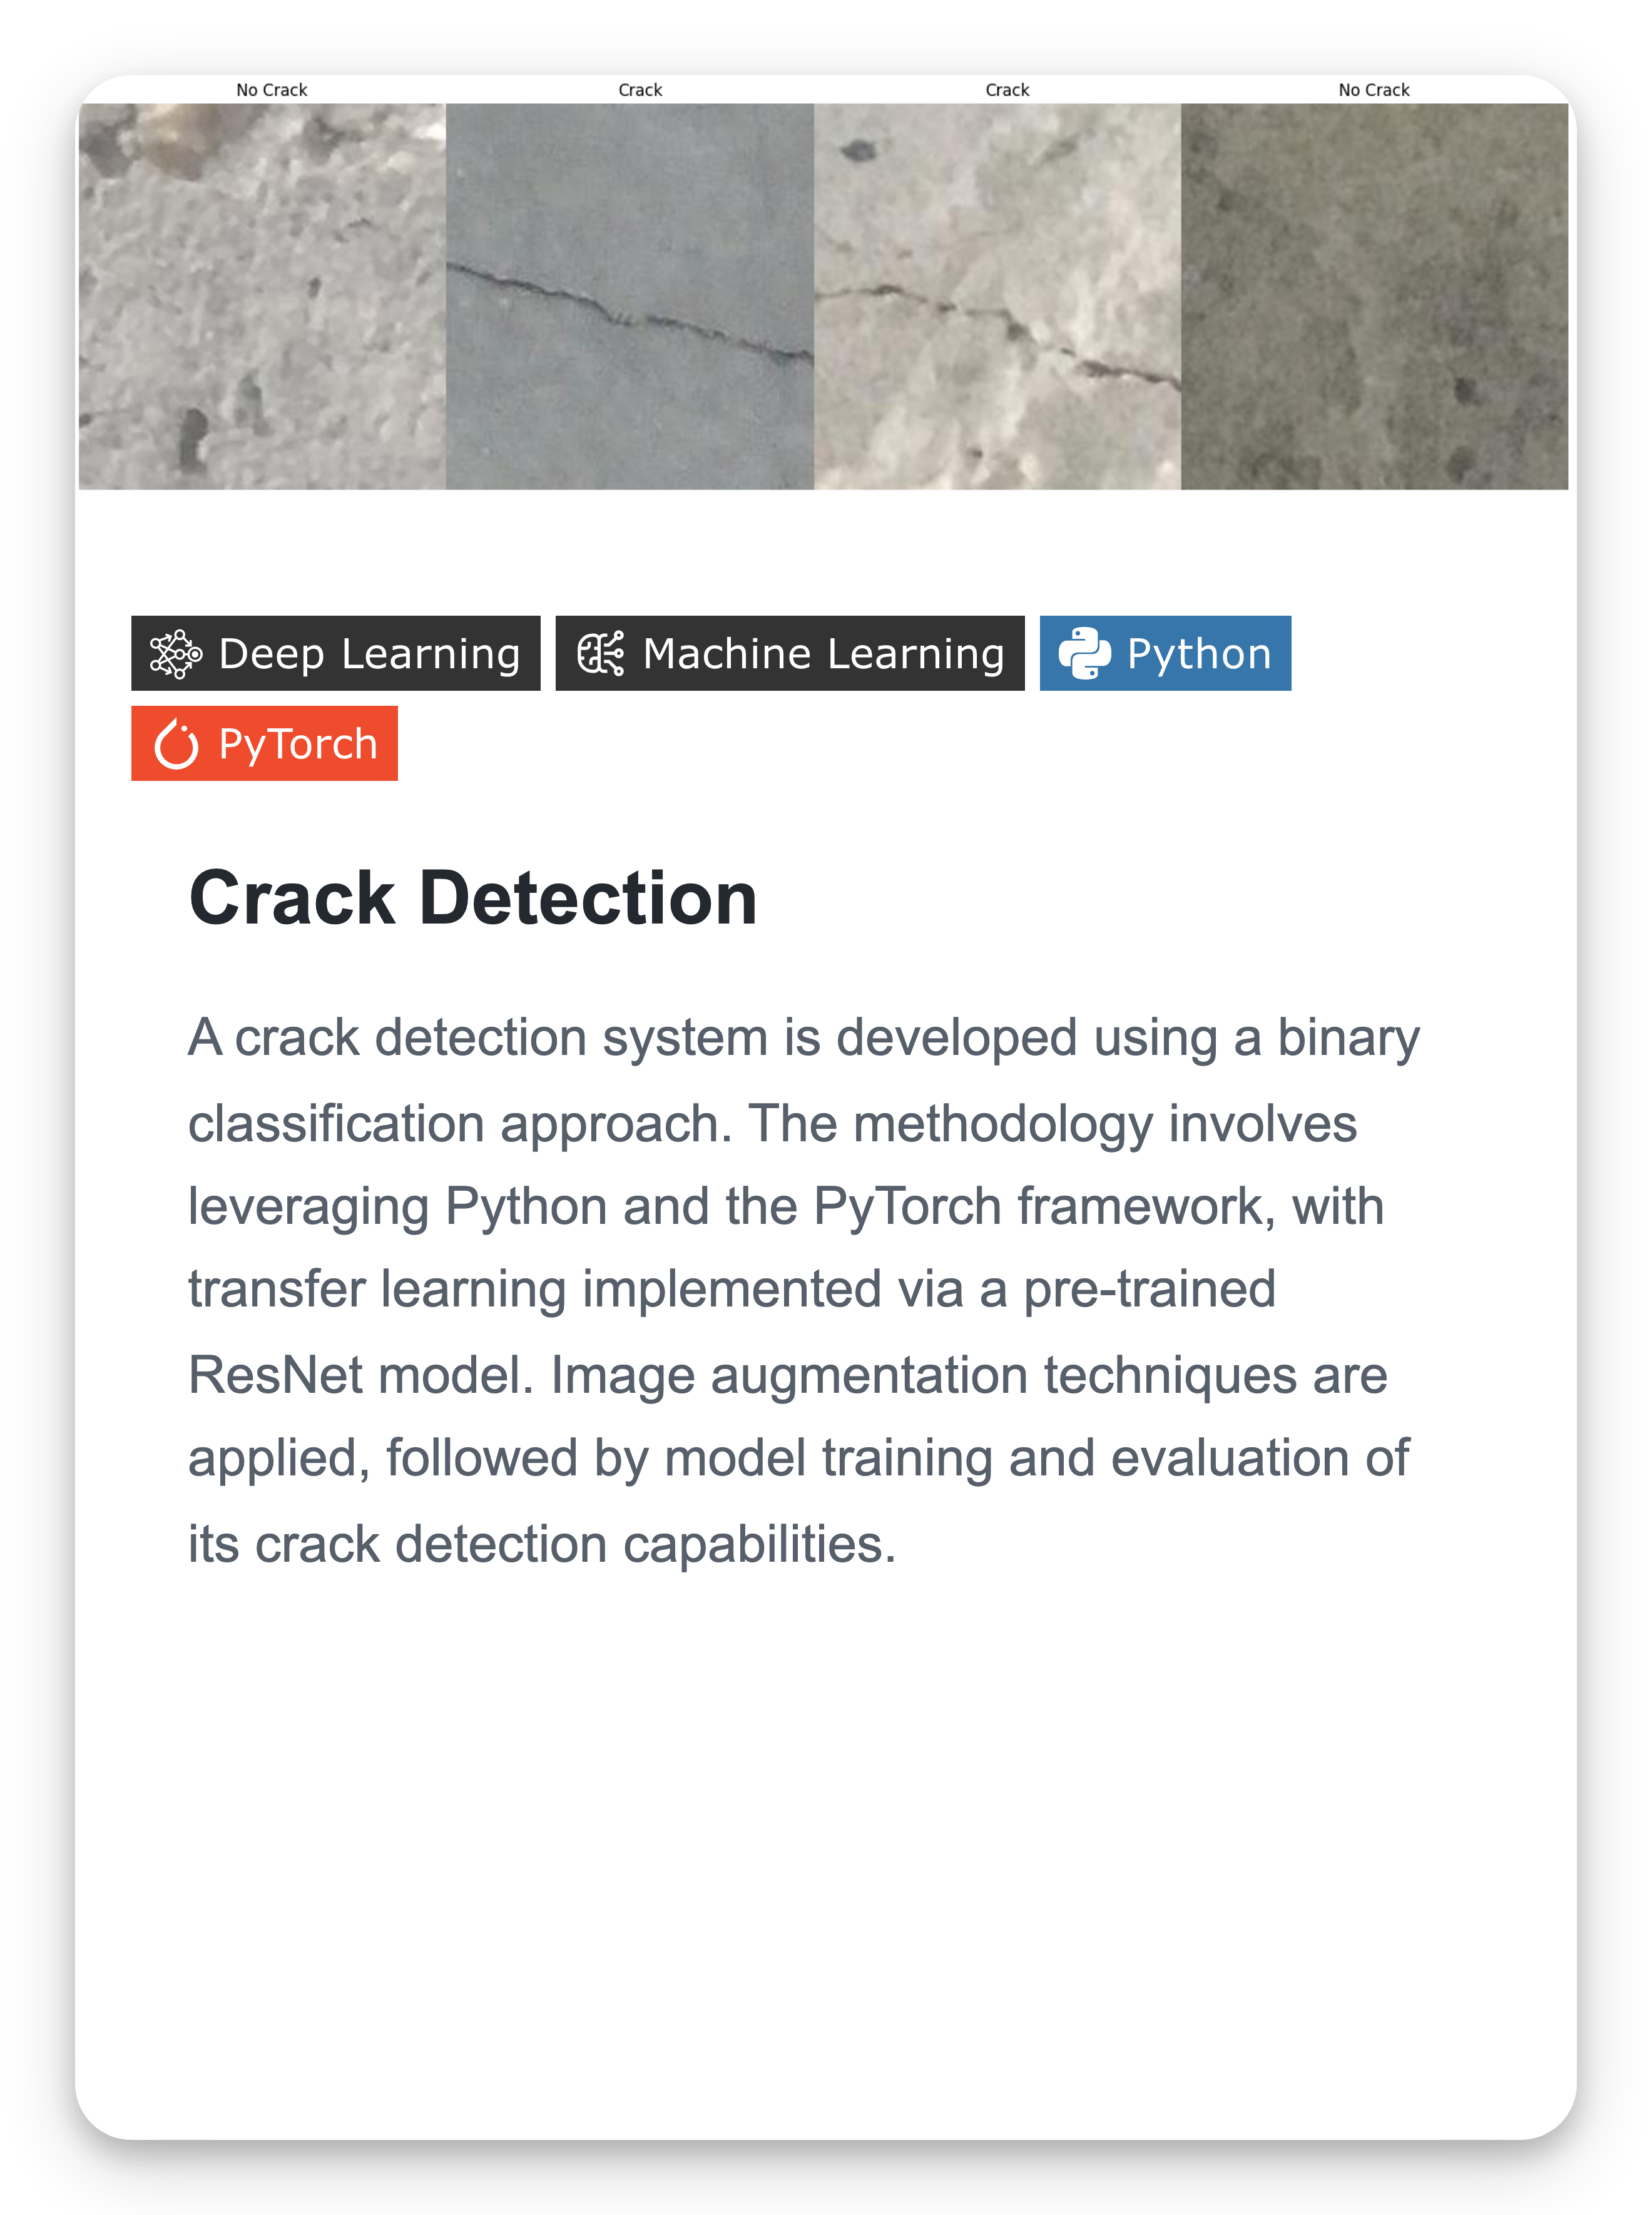 No Crack Crack Crack No Crack
Deep Learning Machine Learning Python
PyTorch
Crack Detection
A crack detection system is developed using a binary
classification approach. The methodology involves
leveraging Python and the PyTorch framework, with
transfer learning implemented via a pre-trained
ResNet model. Image augmentation techniques are
applied, followed by model training and evaluation of
its crack detection capabilities.